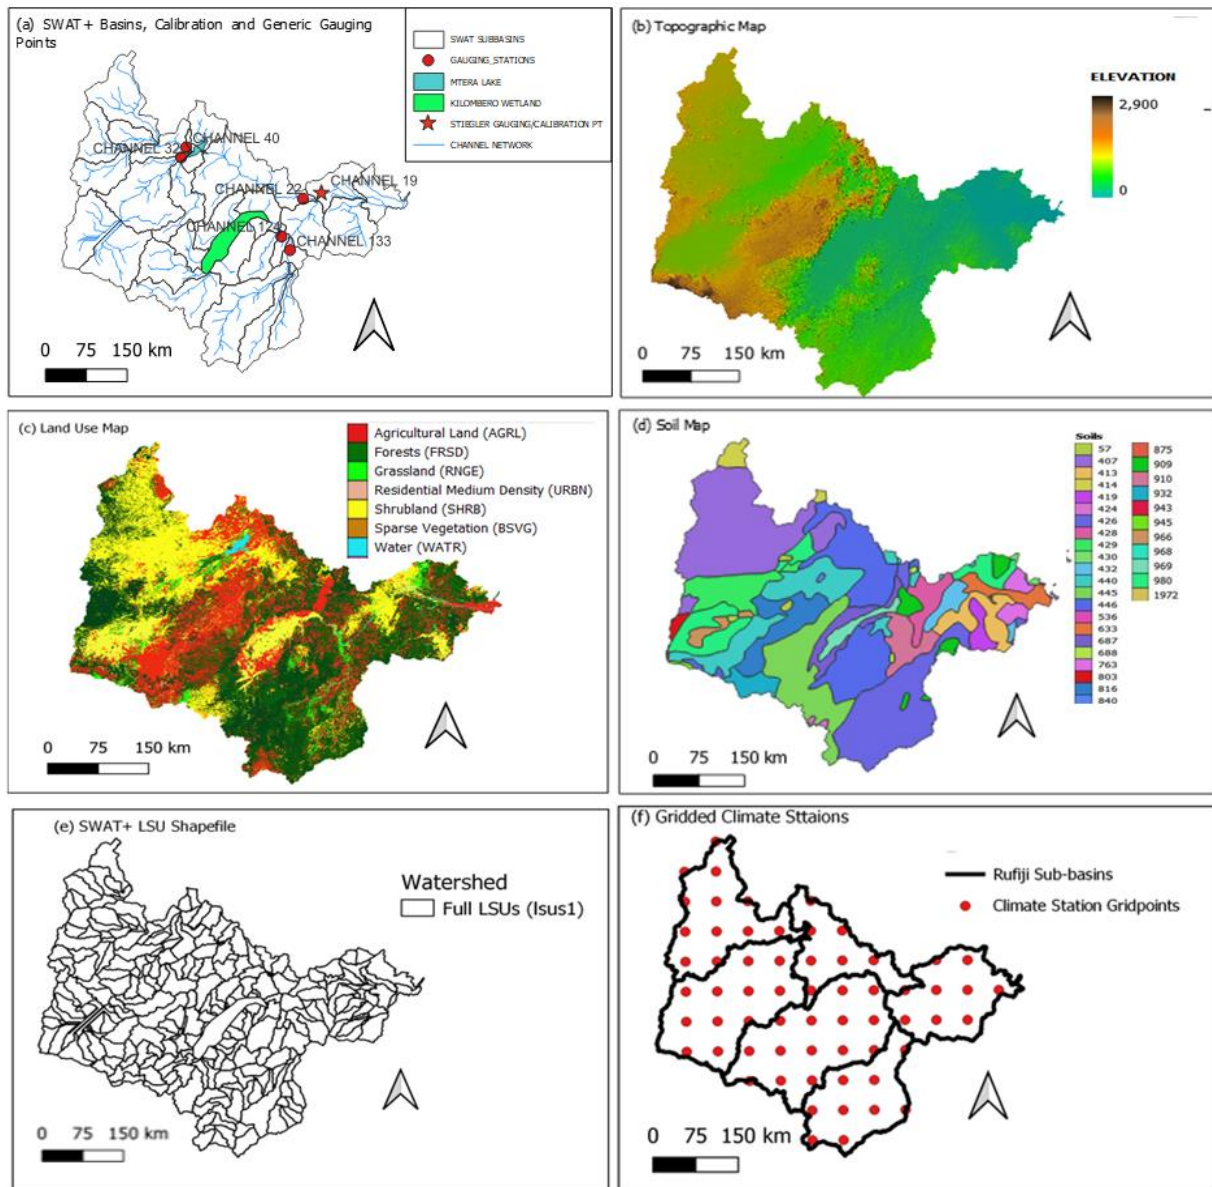 (a) SWAT+ Basins, Calibration and Generic Gauging
Points
SWAT SUBBASINS
GAUGING_STATIONS
MTERA LAKE
KILOMBERO WETLAND
STIEGLER GAUGING/CALIBRATION PT
CHANNEL NETWORK
CHANNEL 40
CHANNEL 32
CHANNEL 22
CHANNEL 19
CHANNEL 124
CHANNEL 133
0 75 150 km
(b) Topographic Map
ELEVATION
2,900
0
0 75 150 km
(c) Land Use Map
Agricultural Land (AGRL)
Forests (FRSD)
Grassland (RNGE)
Residential Medium Density (URBN)
Shrubland (SHRB)
Sparse Vegetation (BSVG)
Water (WATR)
0 75 150 km
(d) Soil Map
Soils
57
407
413
414
419
424
426
428
429
430
432
440
445
446
536
633
687
688
763
803
816
840
875
909
910
932
943
945
966
968
969
980
1972
0 75 150 km
(e) SWAT+ LSU Shapefile
Watershed
Full LSUs (lsus1)
0 75 150 km
(f) Gridded Climate Sttaions
Rufiji Sub-basins
Climate Station Gridpoints
0 75 150 km